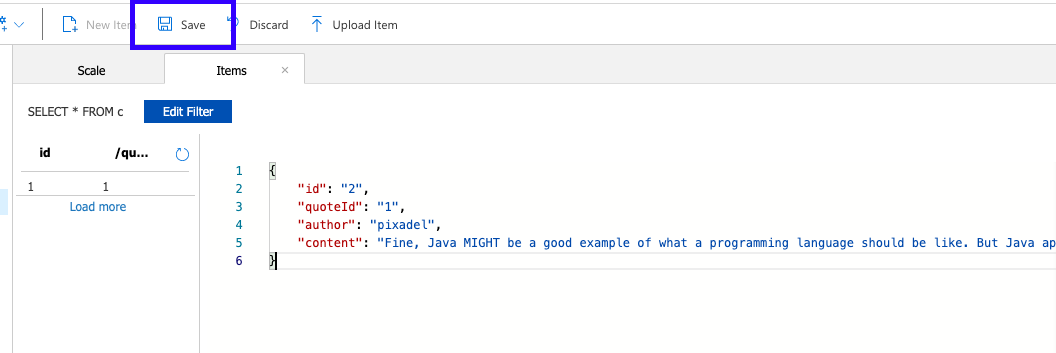 New Item Save Discard Upload Item
Scale Items
SELECT * FROM c Edit Filter
id /qu...
1 1
Load more
1 {
2 "id": "2",
3 "quoteId": "1",
4 "author": "pixadel",
5 "content": "Fine, Java MIGHT be a good example of what a programming language should be like. But Java ap
6 }